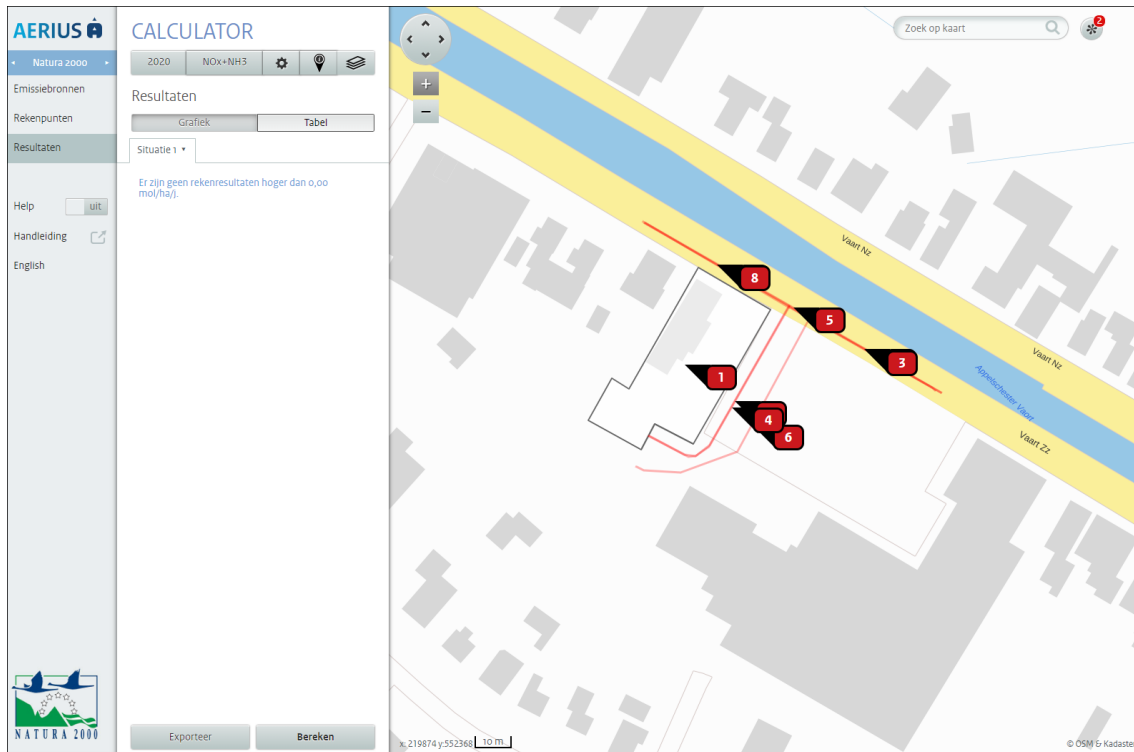 AERIUS
CALCULATOR
Natura 2000
2020
NOx+NH3
Emissiebronnen
Rekenpunten
Resultaten
Help
uit
Handleiding
English
Resultaten
Grafiek
Tabel
Situatie 1
Er zijn geen rekenresultaten hoger dan 0,00
mol/ha/j.
Exporteer
Bereken
NATURA 2000
Zoek op kaart
2
+
−
Vaart Nz
8
5
3
1
4
6
Vaart Nz
Appelschester Vaart
Vaart Zz
x: 219874 y:552368
10 m
© OSM & Kadaster